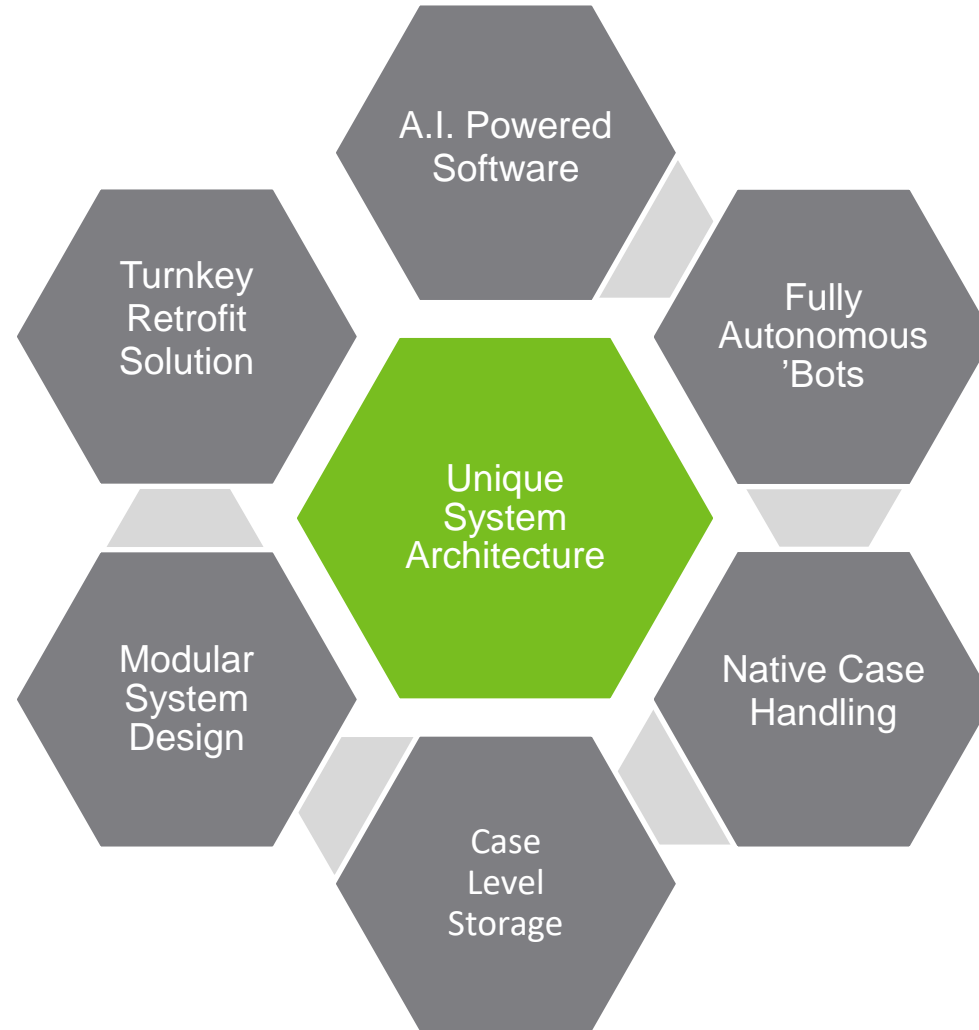 A.I. Powered
Software
Fully
Autonomous
’Bots
Native Case
Handling
Case
Level
Storage
Modular
System
Design
Turnkey
Retrofit
Solution
Unique
System
Architecture